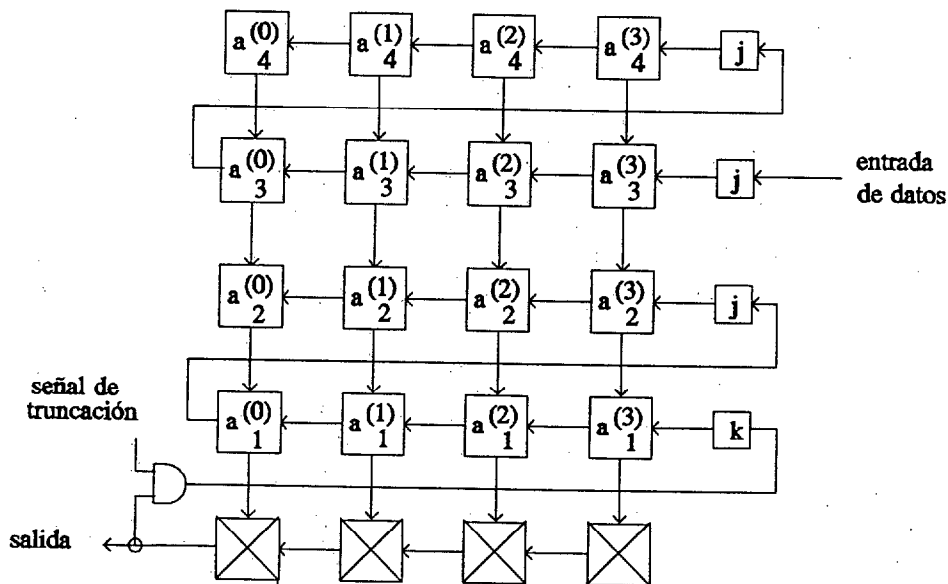 a(0)4 a(1)4 a(2)4 a(3)4 j
a(0)3 a(1)3 a(2)3 a(3)3 j
entrada
de datos
a(0)2 a(1)2 a(2)2 a(3)2 j
señal de
truncación
a(0)1 a(1)1 a(2)1 a(3)1 k
salida